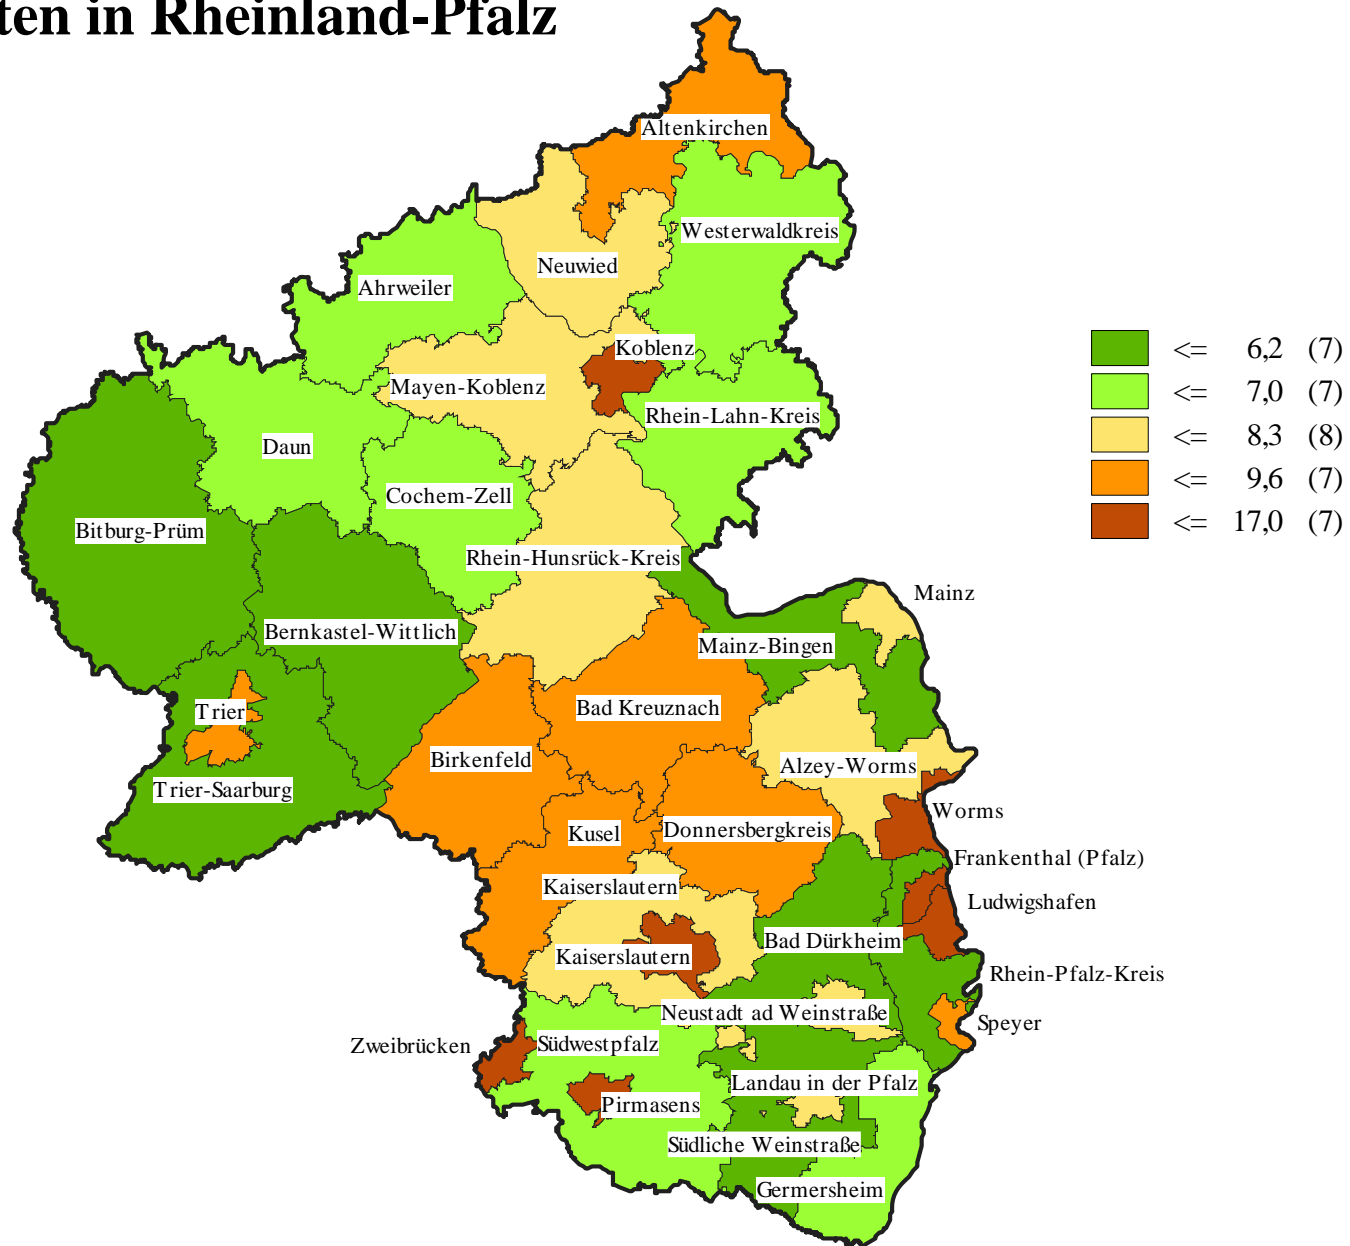 ten in Rheinland-Pfalz
Altenkirchen
Westerwaldkreis
Neuwied
Ahrweiler
Koblenz
Mayen-Koblenz
Rhein-Lahn-Kreis
Daun
Cochem-Zell
Bitburg-Prüm
Rhein-Hunsrück-Kreis
Mainz
Bernkastel-Wittlich
Mainz-Bingen
Trier
Bad Kreuznach
Birkenfeld
Alzey-Worms
Trier-Saarburg
Worms
Kusel
Donnersbergkreis
Frankenthal (Pfalz)
Kaiserslautern
Ludwigshafen
Bad Dürkheim
Kaiserslautern
Rhein-Pfalz-Kreis
Neustadt ad Weinstraße
Speyer
Zweibrücken
Südwestpfalz
Landau in der Pfalz
Pirmasens
Südliche Weinstraße
Germersheim
<= 6,2 (7)
<= 7,0 (7)
<= 8,3 (8)
<= 9,6 (7)
<= 17,0 (7)